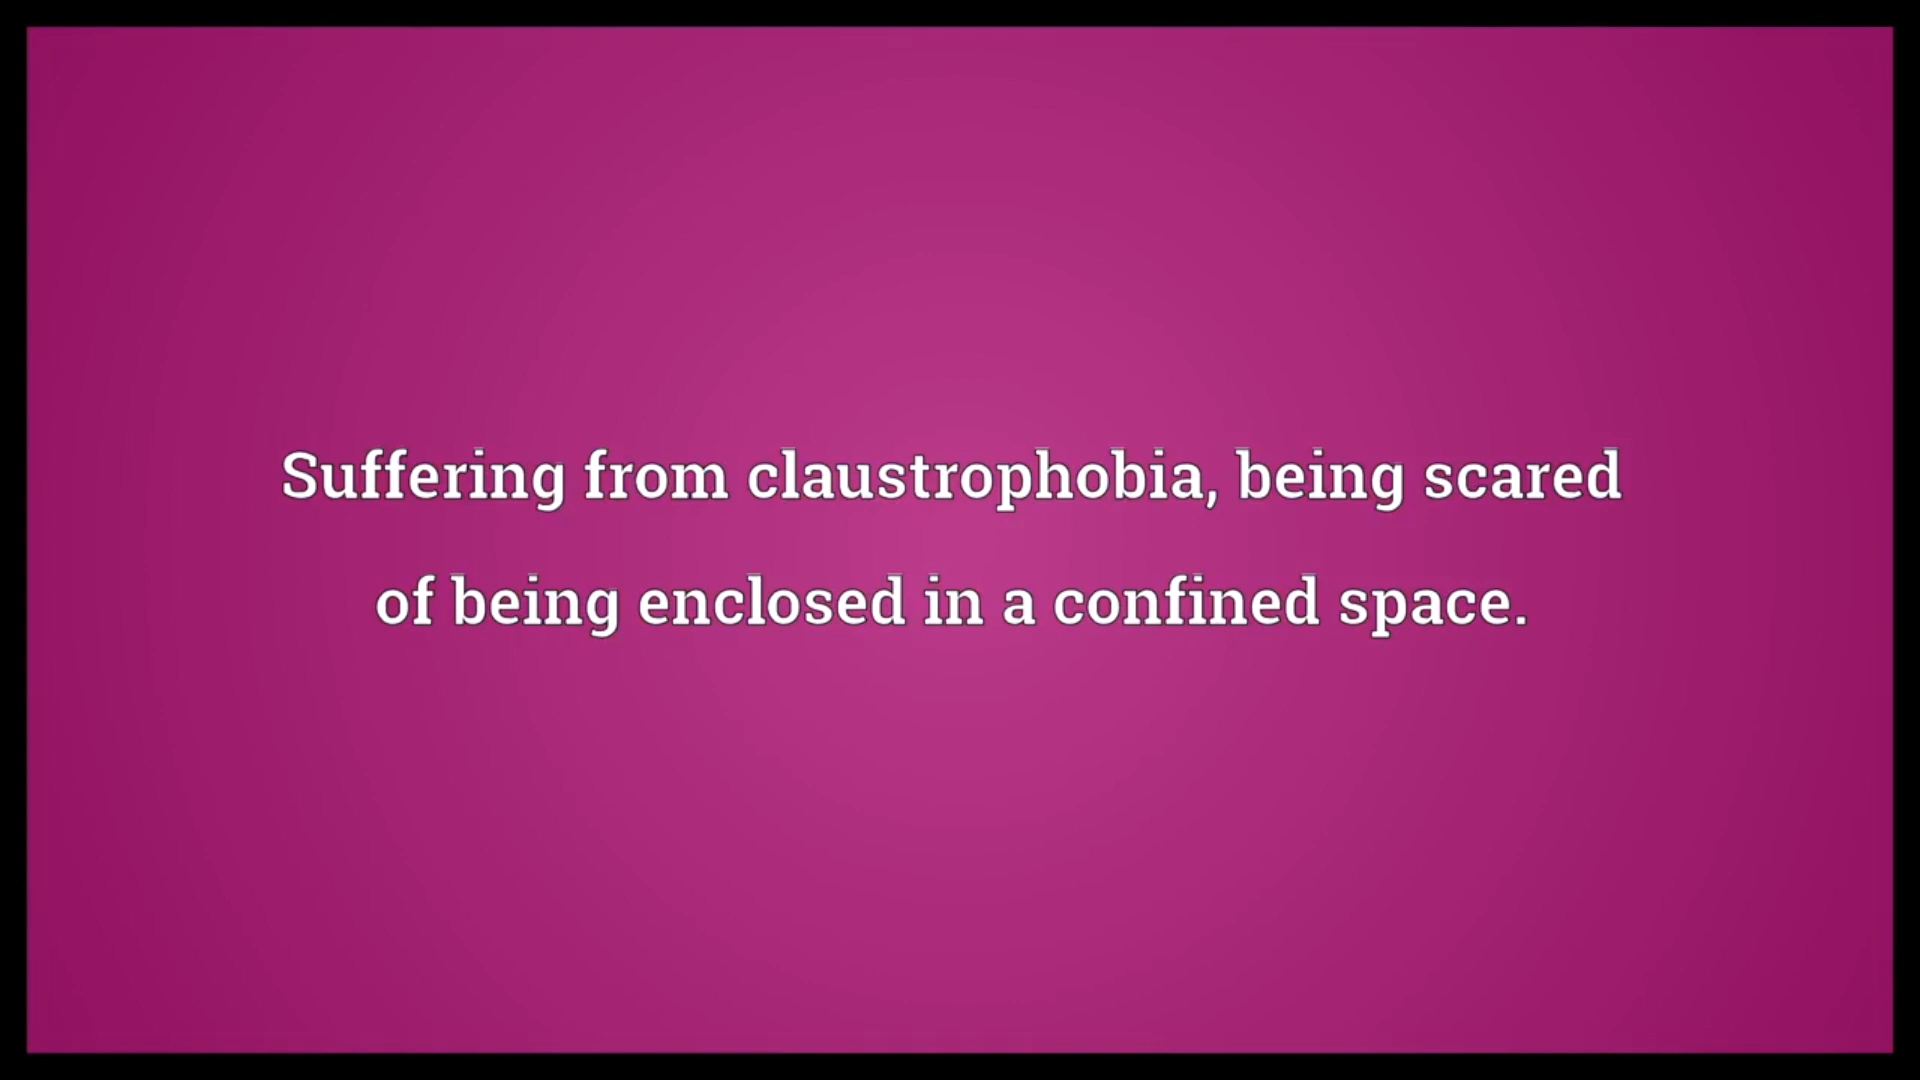 Suffering from claustrophobia, being scared
of being enclosed in a confined space.